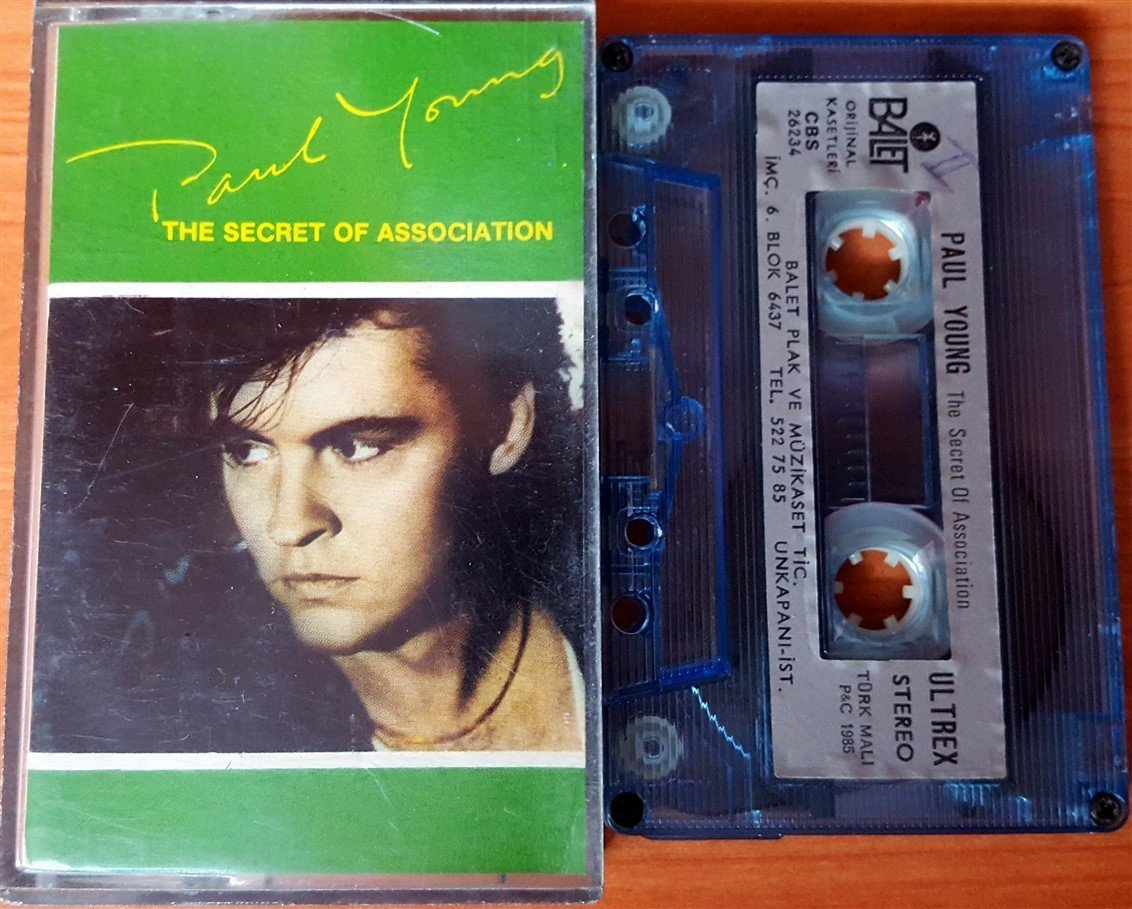 Paul Young
THE SECRET OF ASSOCIATION
II
PAUL YOUNG The Secret Of Association
BALET
ORİJİNAL
KASETLERİ
CBS
26234
ULTREX
STEREO
TÜRK MALI
P&C 1985
BALET PLAK VE MÜZİKASET TİC.
İMÇ. 6. BLOK 6437 TEL. 522 75 85 UNKAPANI-İST.